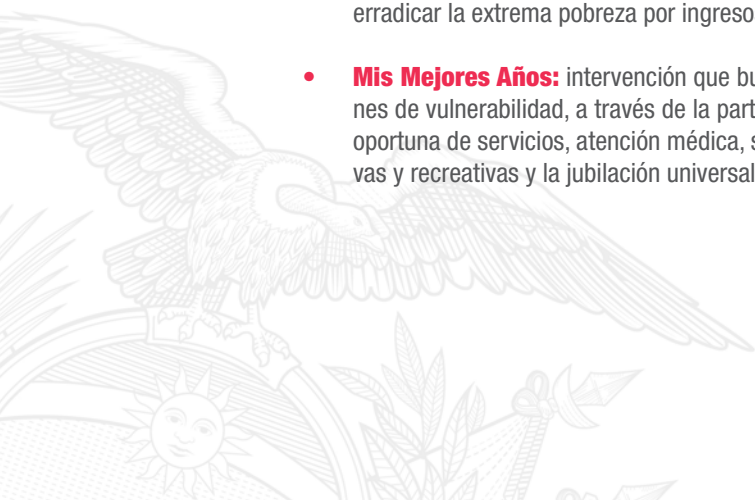 erradicar la extrema pobreza por ingreso
• Mis Mejores Años: intervención que bu
nes de vulnerabilidad, a través de la part
oportuna de servicios, atención médica, s
vas y recreativas y la jubilación universal